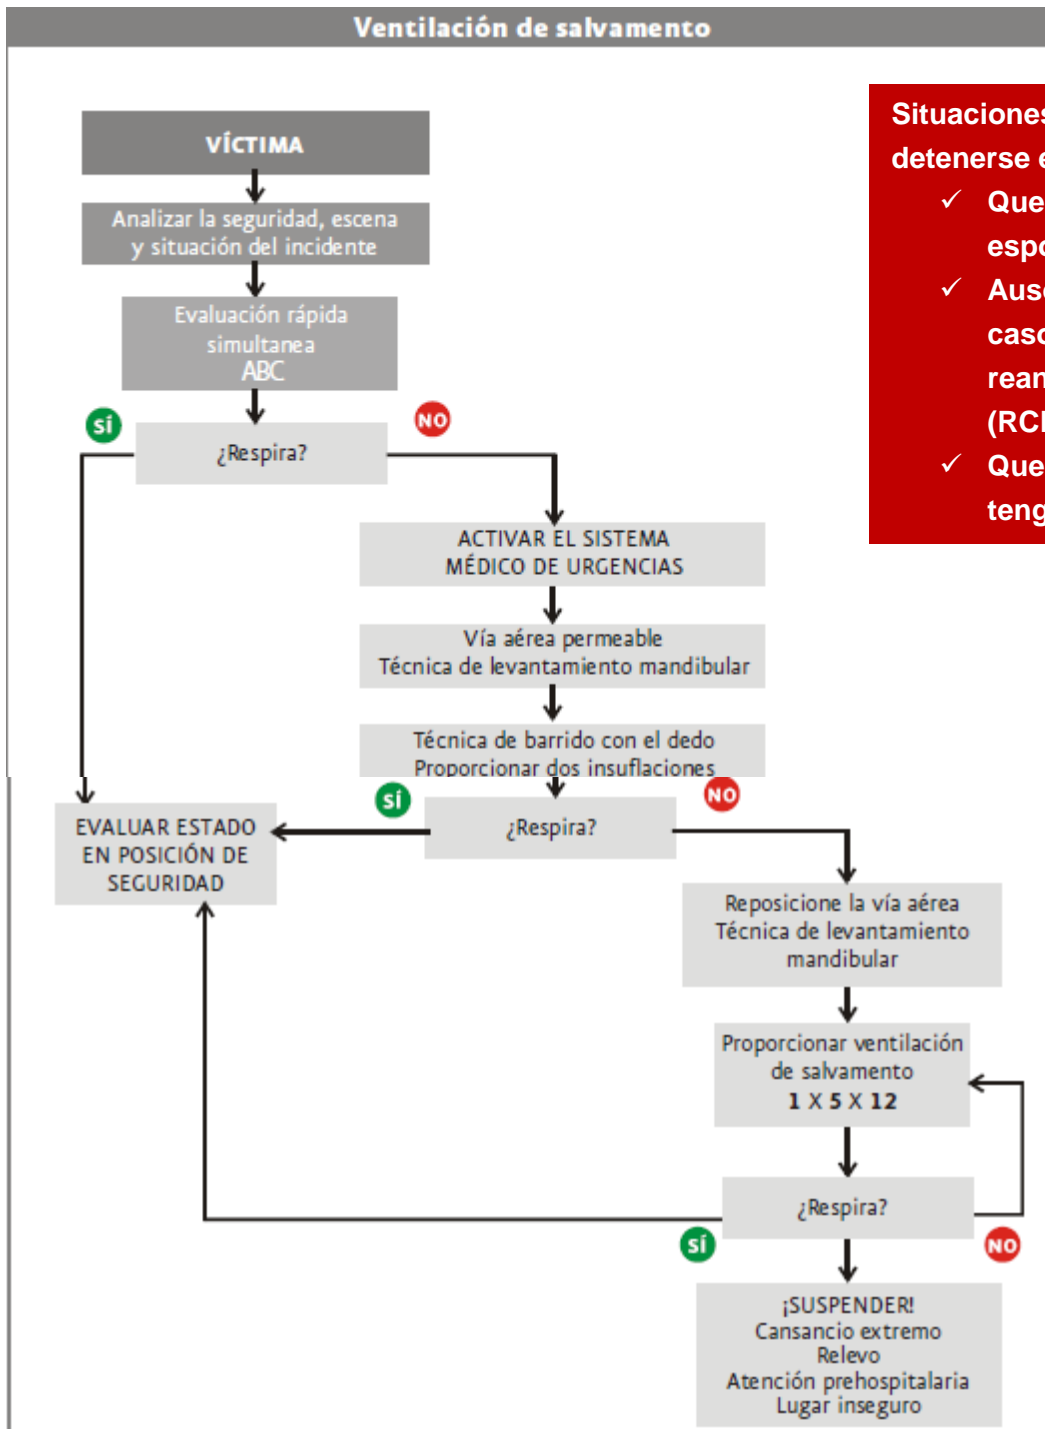 Ventilación de salvamento
VÍCTIMA
Analizar la seguridad, escena
y situación del incidente
Evaluación rápida
simultanea
ABC
SÍ
NO
¿Respira?
ACTIVAR EL SISTEMA
MÉDICO DE URGENCIAS
Vía aérea permeable
Técnica de levantamiento mandibular
Técnica de barrido con el dedo
Proporcionar dos insuflaciones
SÍ
NO
¿Respira?
EVALUAR ESTADO
EN POSICIÓN DE
SEGURIDAD
Reposicione la vía aérea
Técnica de levantamiento
mandibular
Proporcionar ventilación
de salvamento
1 X 5 X 12
¿Respira?
SÍ
NO
¡SUSPENDER!
Cansancio extremo
Relevo
Atención prehospitalaria
Lugar inseguro
Situaciones
detenerse
✓ Que